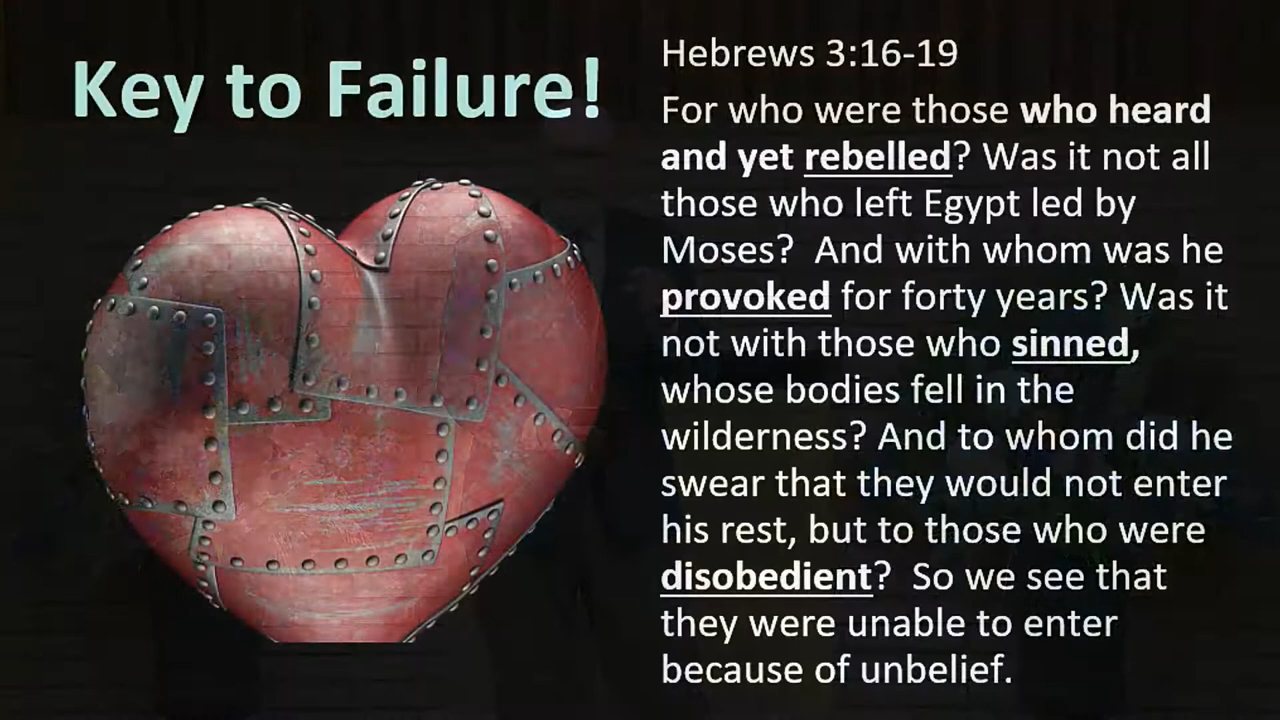 Key to Failure!
Hebrews 3:16-19
For who were those who heard
and yet rebelled? Was it not all
those who left Egypt led by
Moses?  And with whom was he
provoked for forty years? Was it
not with those who sinned,
whose bodies fell in the
wilderness? And to whom did he
swear that they would not enter
his rest, but to those who were
disobedient?  So we see that
they were unable to enter
because of unbelief.